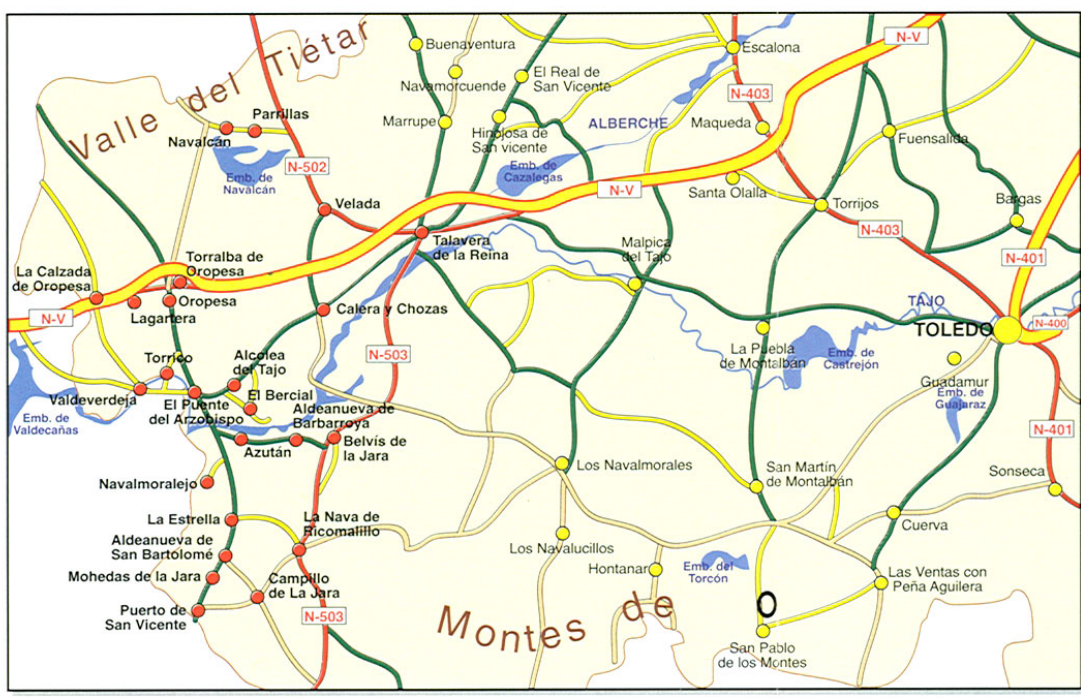 Valle del Tiétar
Buenaventura
Navamorcuende
El Real de
San Vicente
Escalona
N-V
N-403
Parrillas
Navalcán
Marrupe
Hinojosa de
San vicente
ALBERCHE
Maqueda
Fuensalida
Emb. de
Navalcán
N-502
Emb. de
Cazalegas
N-V
Santa Olalla
Torrijos
Bargas
Velada
Talavera
de la Reina
Malpica
del Tajo
N-403
N-401
La Calzada
de Oropesa
Torralba de
Oropesa
Oropesa
Lagartera
N-V
Calera y Chozas
TAJO
TOLEDO
N-400
N-503
La Puebla
de Montalbán
Emb. de
Castrejón
Guadamur
Emb. de
Guajaraz
Torrico
Alcolea
del Tajo
Valdeverdeja
El Puente
del Arzobispo
El Bercial
Aldeanueva de
Barbarroya
Emb. de
Valdecañas
Azután
Belvís de
la Jara
N-401
Navalmoralejo
Los Navalmorales
San Martín
de Montalbán
Sonseca
La Estrella
La Nava de
Ricomalillo
Cuerva
Aldeanueva de
San Bartolomé
Los Navalucillos
Hontanar
Emb. del
Torcón
Las Ventas con
Peña Aguilera
Mohedas de la Jara
Campillo
de La Jara
Puerto de
San Vicente
N-503
Montes de
San Pablo
de los Montes